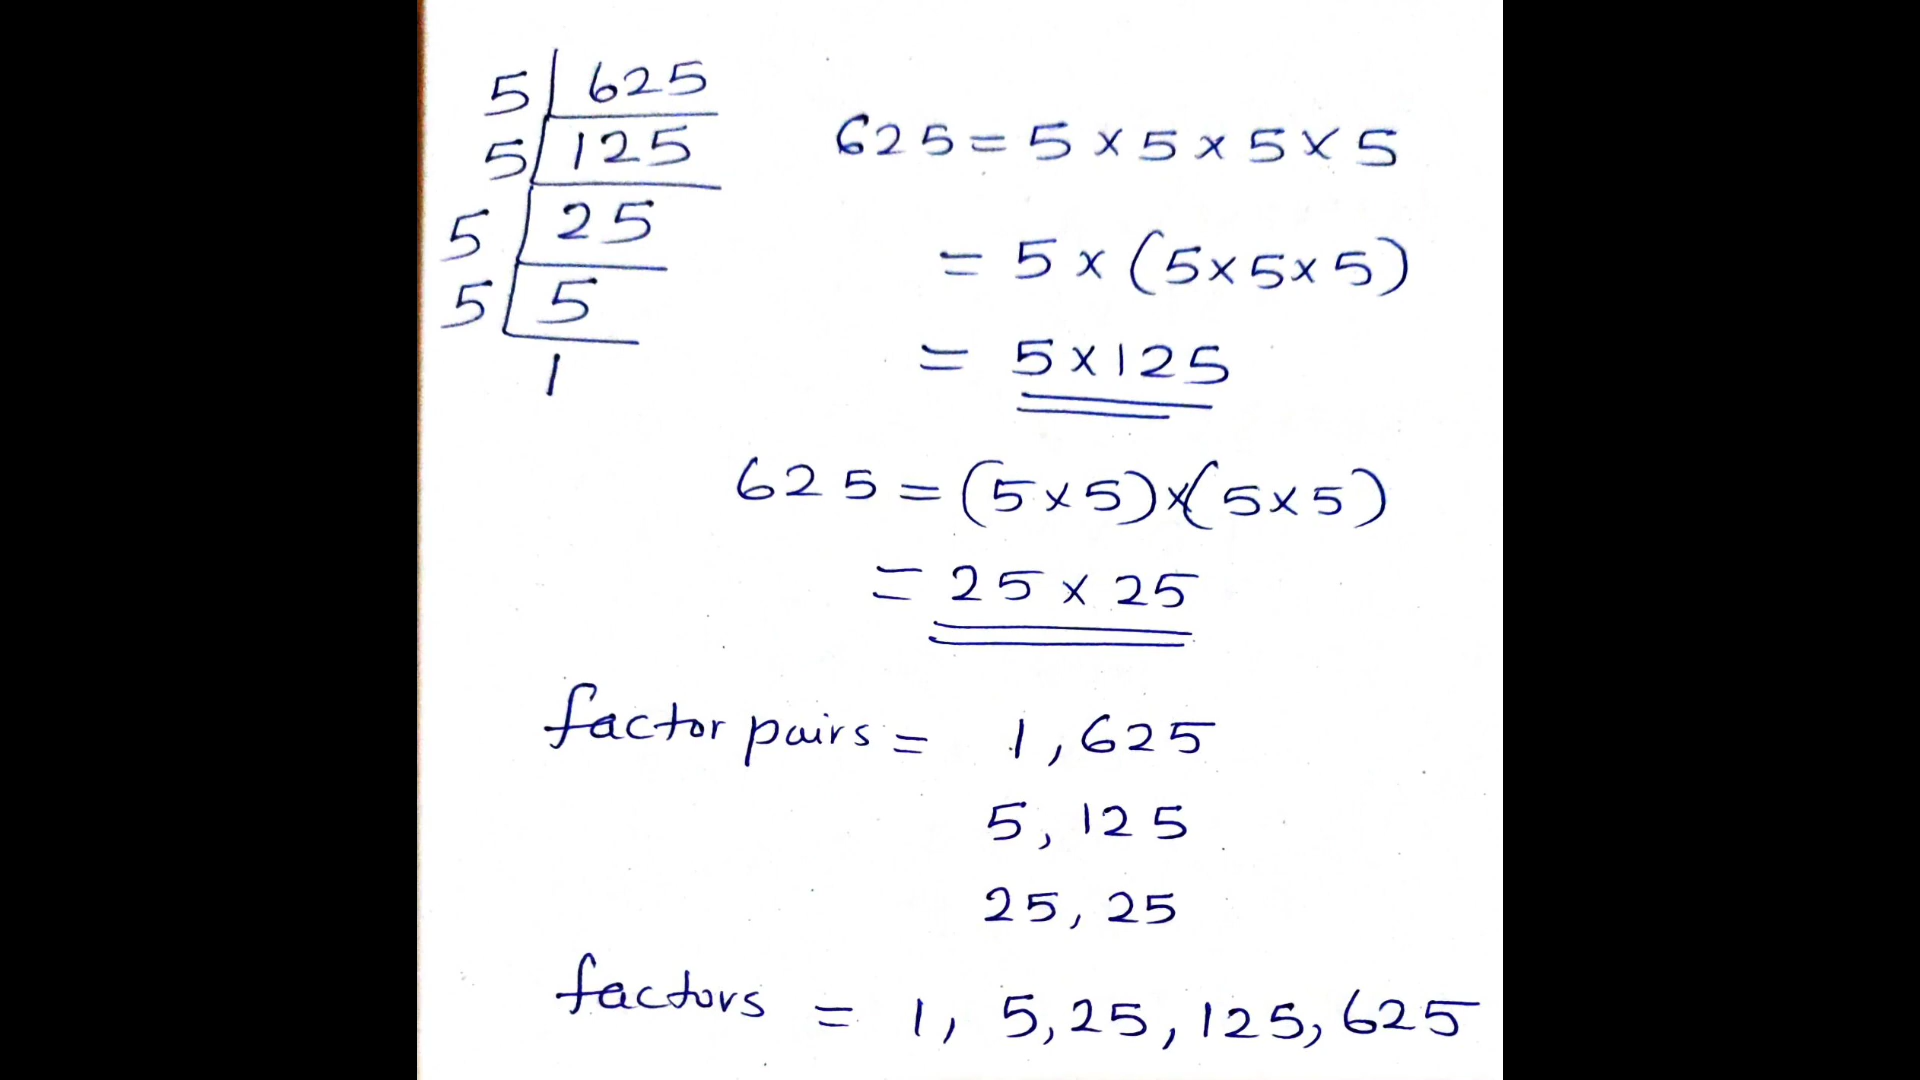 5 625
5 125
5 25
5 5
1
625 = 5 × 5 × 5 × 5
= 5 × (5×5×5)
= 5×125
625 = (5×5)×(5×5)
= 25 × 25
factor pairs = 1, 625
5, 125
25, 25
factors = 1, 5, 25, 125, 625